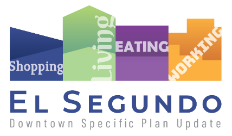 Shopping
Living
EATING
WORKING
EL SEGUNDO
Downtown Specific Plan Update